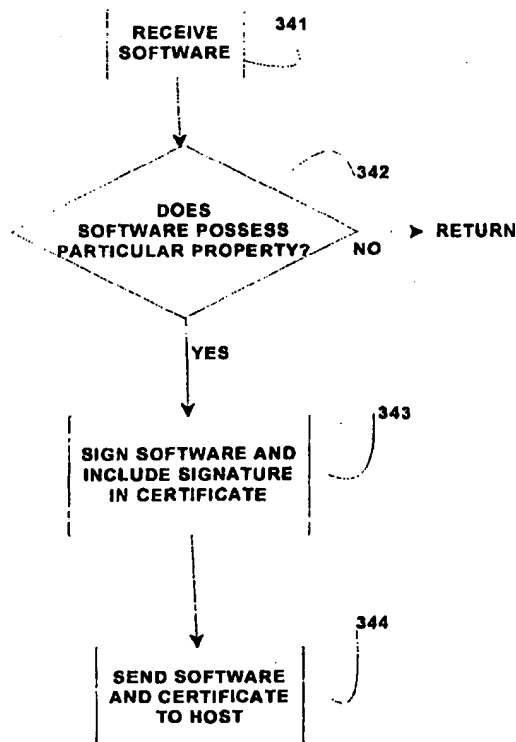 RECEIVE
SOFTWARE
341
342
DOES
SOFTWARE POSSESS
PARTICULAR PROPERTY?
NO
RETURN
YES
343
SIGN SOFTWARE AND
INCLUDE SIGNATURE
IN CERTIFICATE
344
SEND SOFTWARE
AND CERTIFICATE
TO HOST